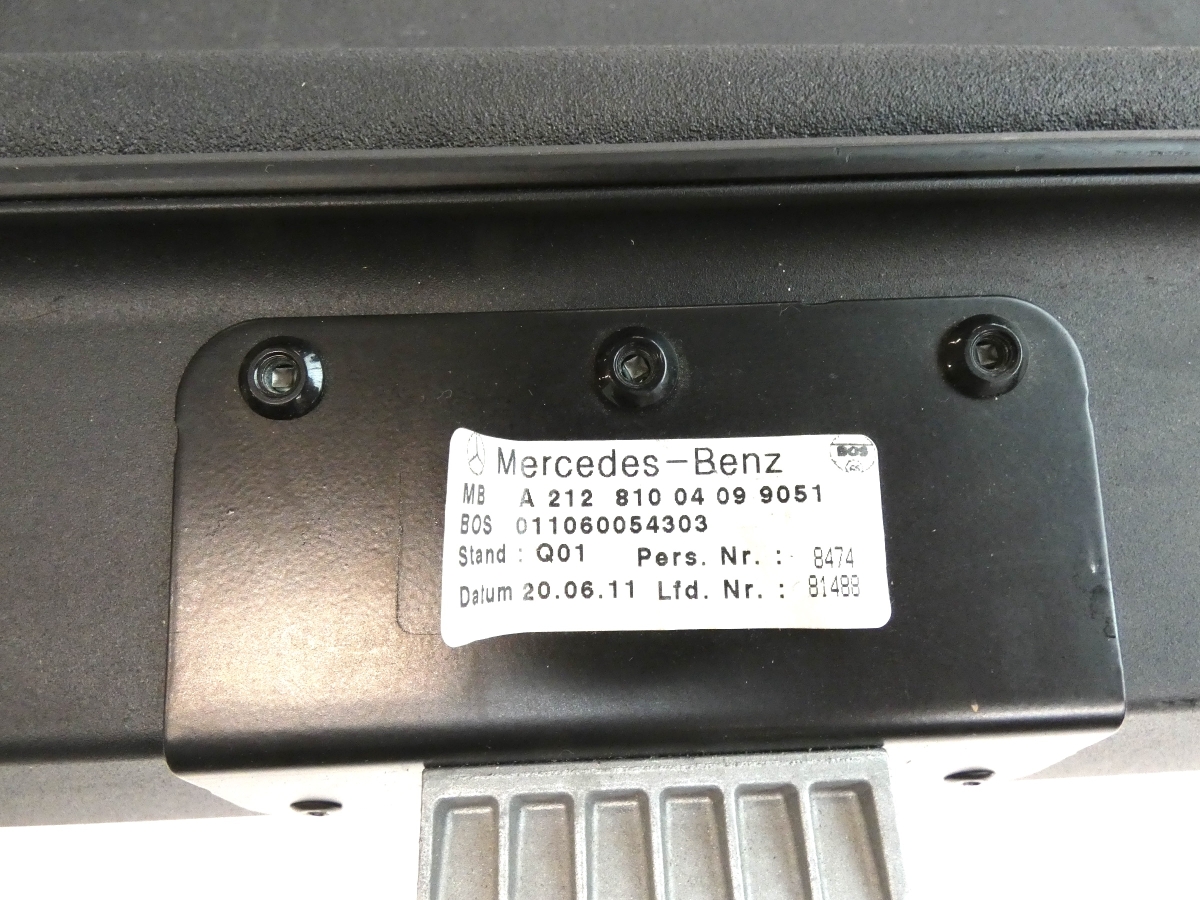 Mercedes-Benz
BOS
MB A 212 810 04 09 9051
BOS 011060054303
Stand : Q01 Pers. Nr. : 8474
Datum 20.06.11 Lfd. Nr. : 81488